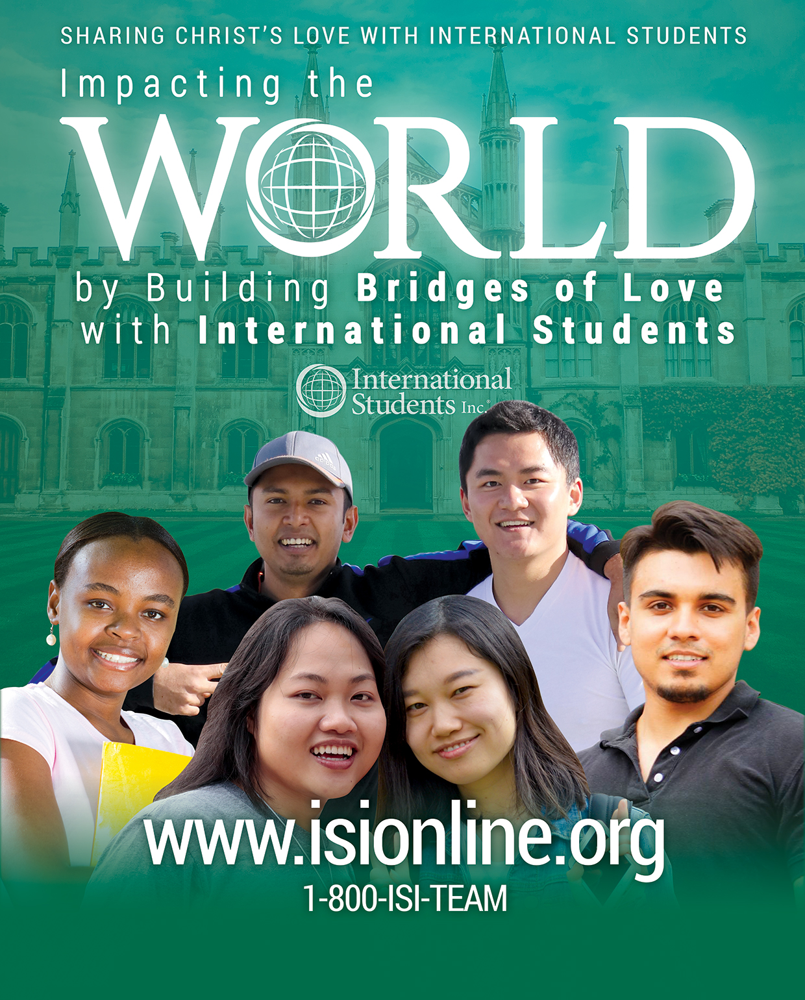 SHARING CHRIST'S LOVE WITH INTERNATIONAL STUDENTS
Impacting the
WORLD
by Building Bridges of Love
with International Students
International
Students Inc.®
adidas
www.isionline.org
1-800-ISI-TEAM